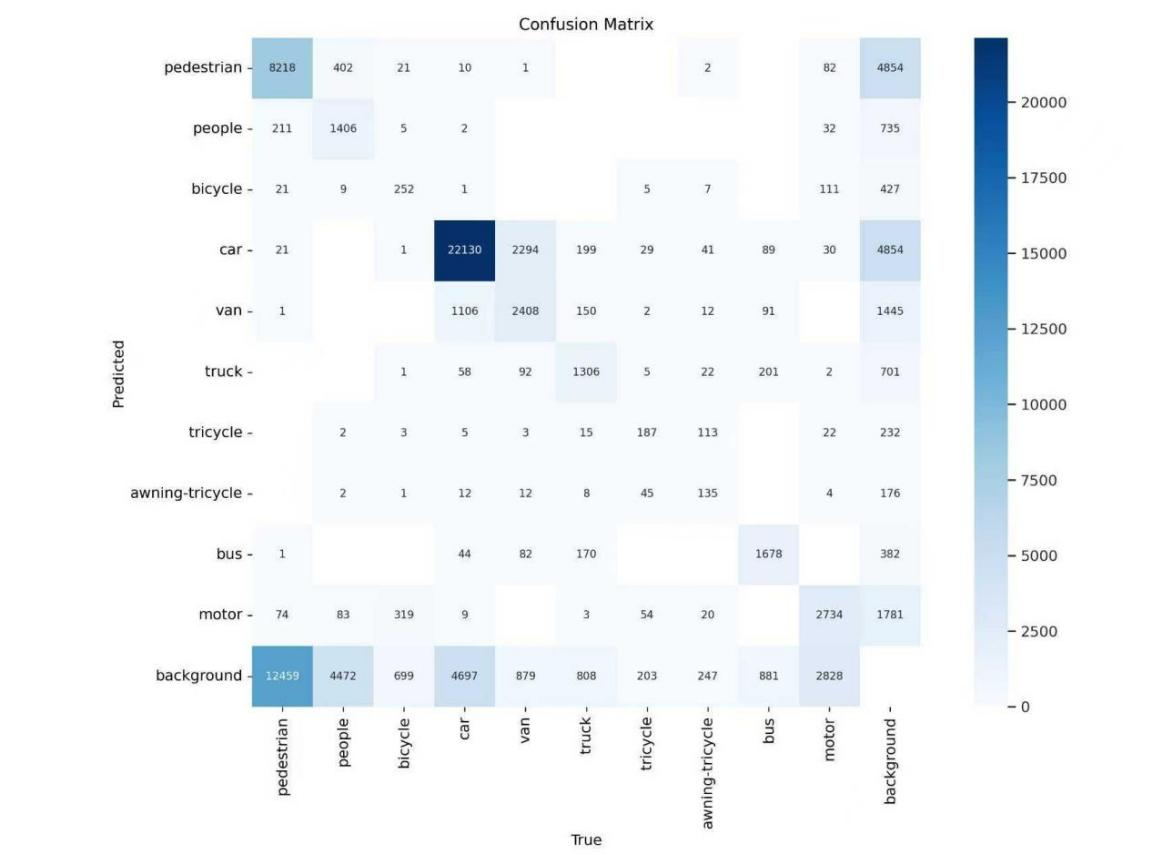 Confusion Matrix
pedestrian 8218 402 21 10 1 2 82 4854
people 211 1406 5 2 32 735
bicycle 21 9 252 1 5 7 111 427
car 21 1 22130 2294 199 29 41 89 30 4854
van 1 1106 2408 150 2 12 91 1445
truck 1 58 92 1306 5 22 201 2 701
tricycle 2 3 5 3 15 187 113 22 232
awning-tricycle 2 1 12 12 8 45 135 4 176
bus 1 44 82 170 1678 382
motor 74 83 319 9 3 54 20 2734 1781
background 12459 4472 699 4697 879 808 203 247 881 2828
pedestrian
people
bicycle
car
van
truck
tricycle
awning-tricycle
bus
motor
background
True
Predicted
20000
17500
15000
12500
10000
7500
5000
2500
0